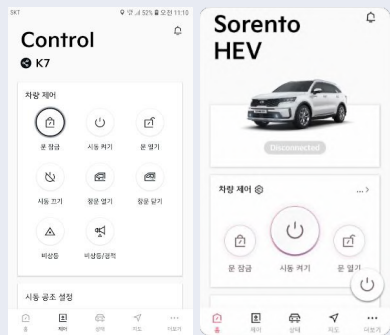 SKT 52% 오전 11:10
Control
K7
차량 제어
문 잠금 시동 켜기 문 열기
시동 끄기 창문 열기 창문 닫기
비상등 비상등/경적
시동 공조 설정
홈 제어 상태 지도 더보기
Sorento
HEV
Disconnected
차량 제어 ... >
문 잠금 시동 켜기 문 열기
홈 제어 상태 지도 더보기